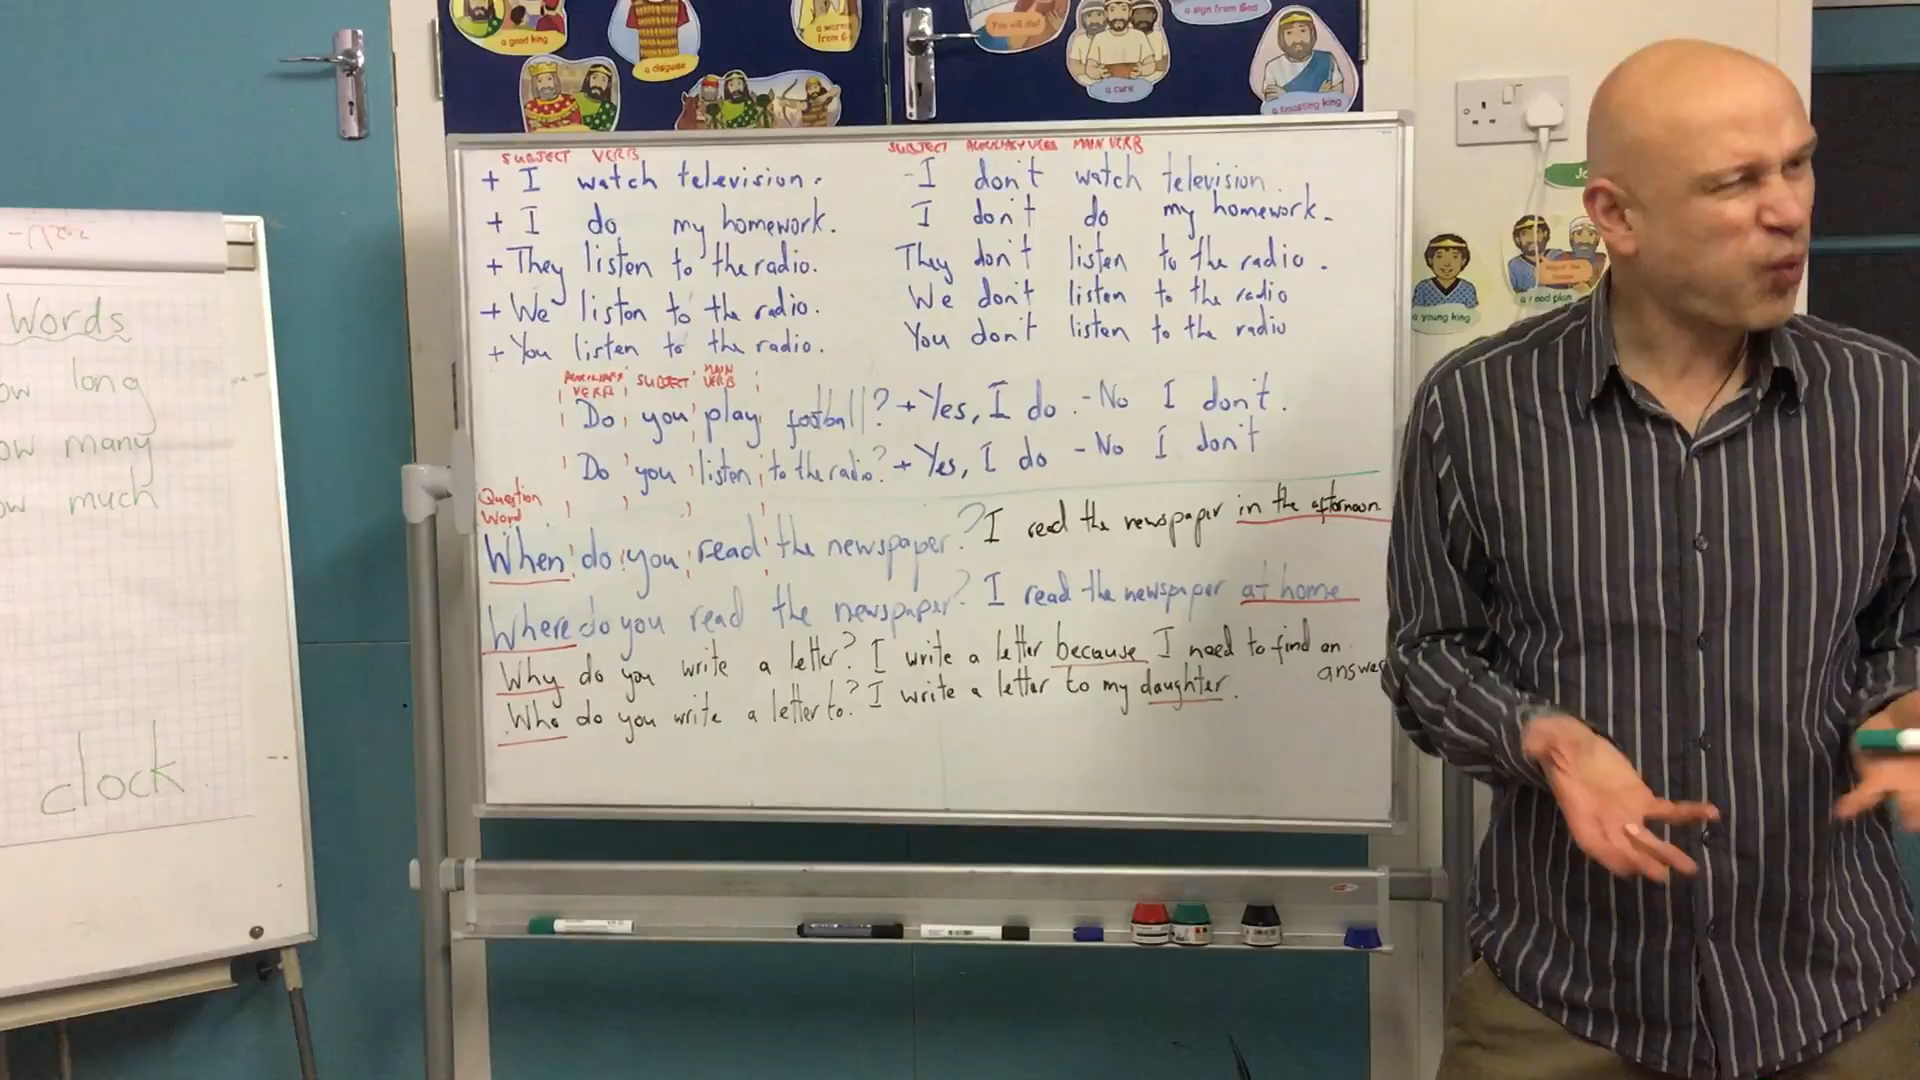 a good king
a disguise
You will die!
a cure
a sign from God
a boasting king
a young king
Words
long
many
much
clock
SUBJECT VERB
+ I watch television.
+ I do my homework.
+ They listen to the radio.
+ We listen to the radio.
+ You listen to the radio.
SUBJECT AUXILIARY VERB MAIN VERB
- I don't watch television.
I don't do my homework.
They don't listen to the radio.
We don't listen to the radio
You don't listen to the radio
AUXILIARY VERB SUBJECT MAIN VERB
Do you play football? + Yes, I do. - No I don't.
Do you listen to the radio? + Yes, I do - No I don't
Question Word
When do you read the newspaper? I read the newspaper in the afternoon
Where do you read the newspaper? I read the newspaper at home
Why do you write a letter? I write a letter because I need to find an answer
Who do you write a letter to? I write a letter to my daughter.